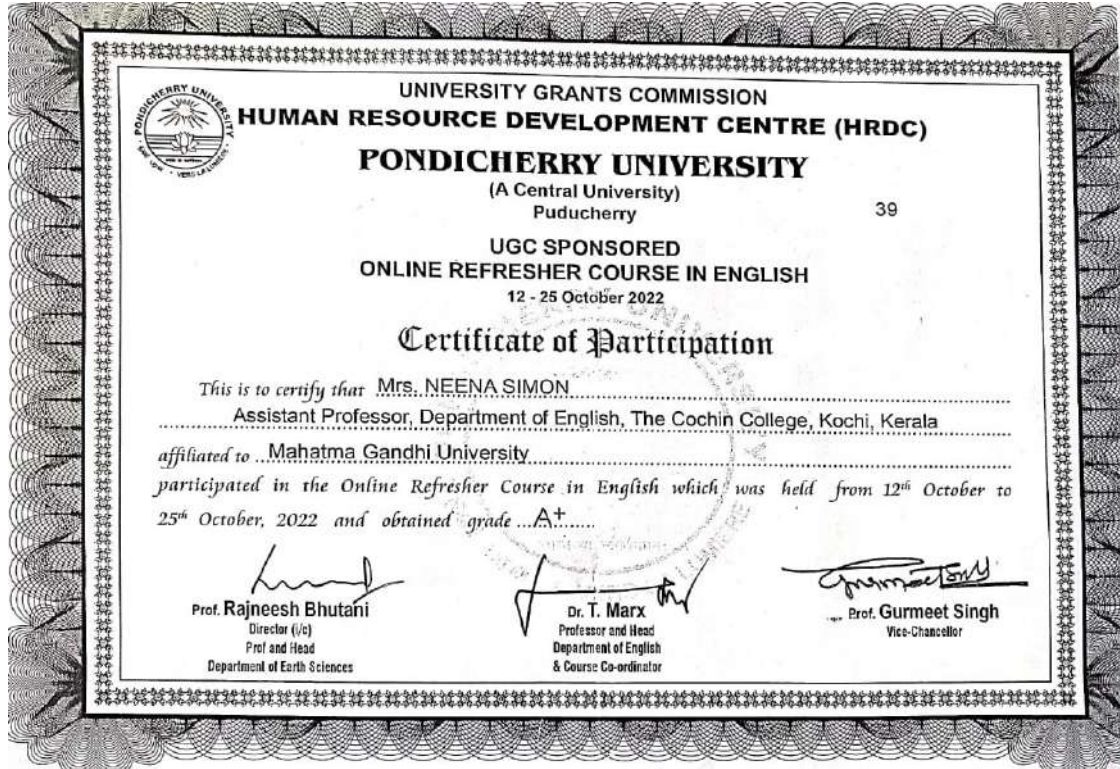 PONDICHERRY UNIVERSITY
VERS LA LUMIERE
UNIVERSITY GRANTS COMMISSION
HUMAN RESOURCE DEVELOPMENT CENTRE (HRDC)
PONDICHERRY UNIVERSITY
(A Central University)
Puducherry
39
UGC SPONSORED
ONLINE REFRESHER COURSE IN ENGLISH
12 - 25 October 2022
Certificate of Participation
This is to certify that Mrs. NEENA SIMON
Assistant Professor, Department of English, The Cochin College, Kochi, Kerala
affiliated to Mahatma Gandhi University
participated in the Online Refresher Course in English which was held from 12th October to
25th October, 2022 and obtained grade A+
Prof. Rajneesh Bhutani
Director (i/c)
Prof and Head
Department of Earth Sciences
Dr. T. Marx
Professor and Head
Department of English
& Course Co-ordinator
Prof. Gurmeet Singh
Vice-Chancellor